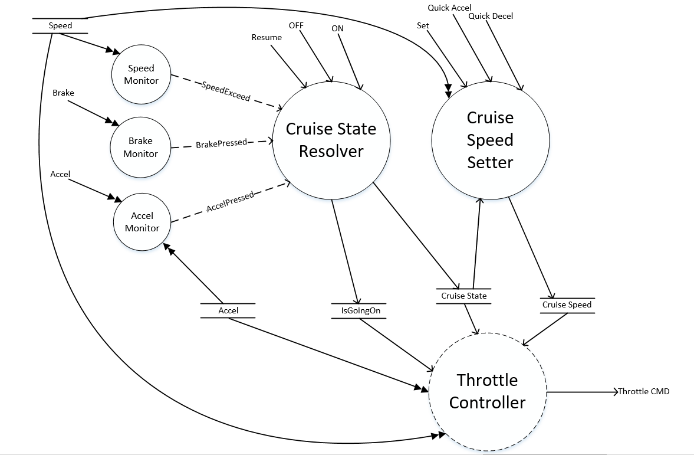 Quick Accel
Quick Decel
Speed
Set
OFF
ON
Resume
Speed
Monitor
SpeedExceed
Brake
Cruise State
Resolver
Cruise
Speed
Setter
Brake
Monitor
BrakePressed
Accel
AccelPressed
Accel
Monitor
Cruise State
Cruise Speed
Accel
IsGoingOn
Throttle
Controller
Throttle CMD